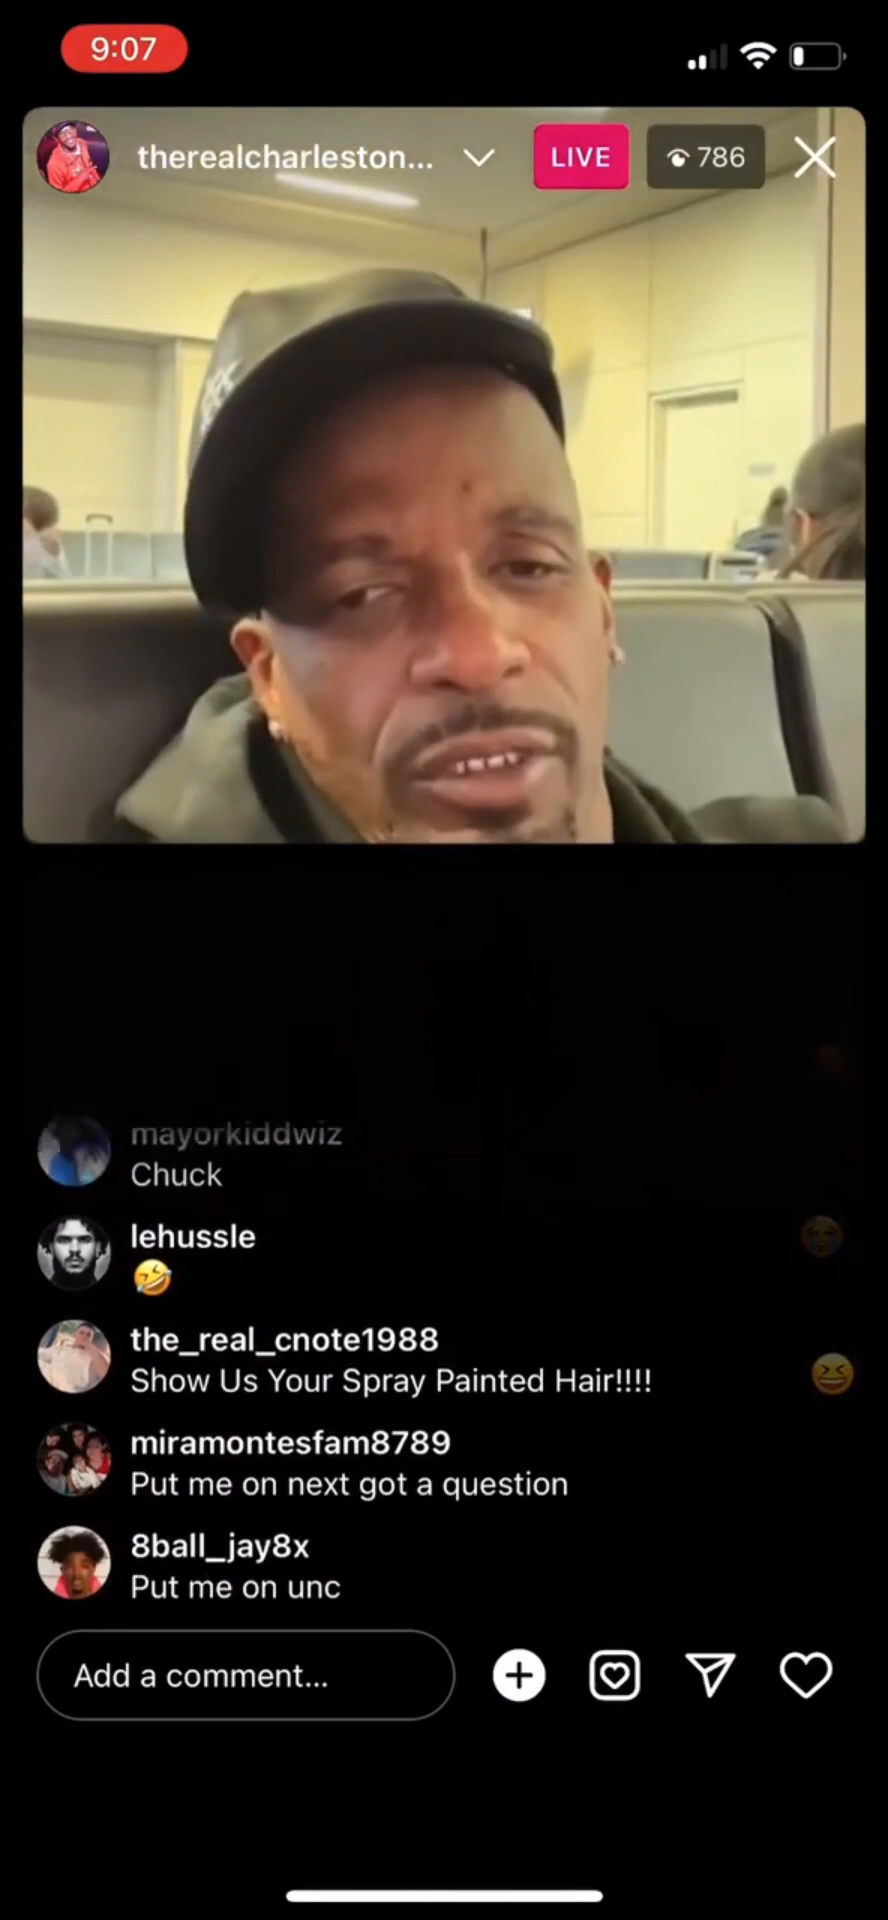 9:07
therealcharleston...
LIVE
786
mayorkiddwiz
Chuck
lehussle
🤣
the_real_cnote1988
Show Us Your Spray Painted Hair!!!!
miramontesfam8789
Put me on next got a question
8ball_jay8x
Put me on unc
Add a comment...